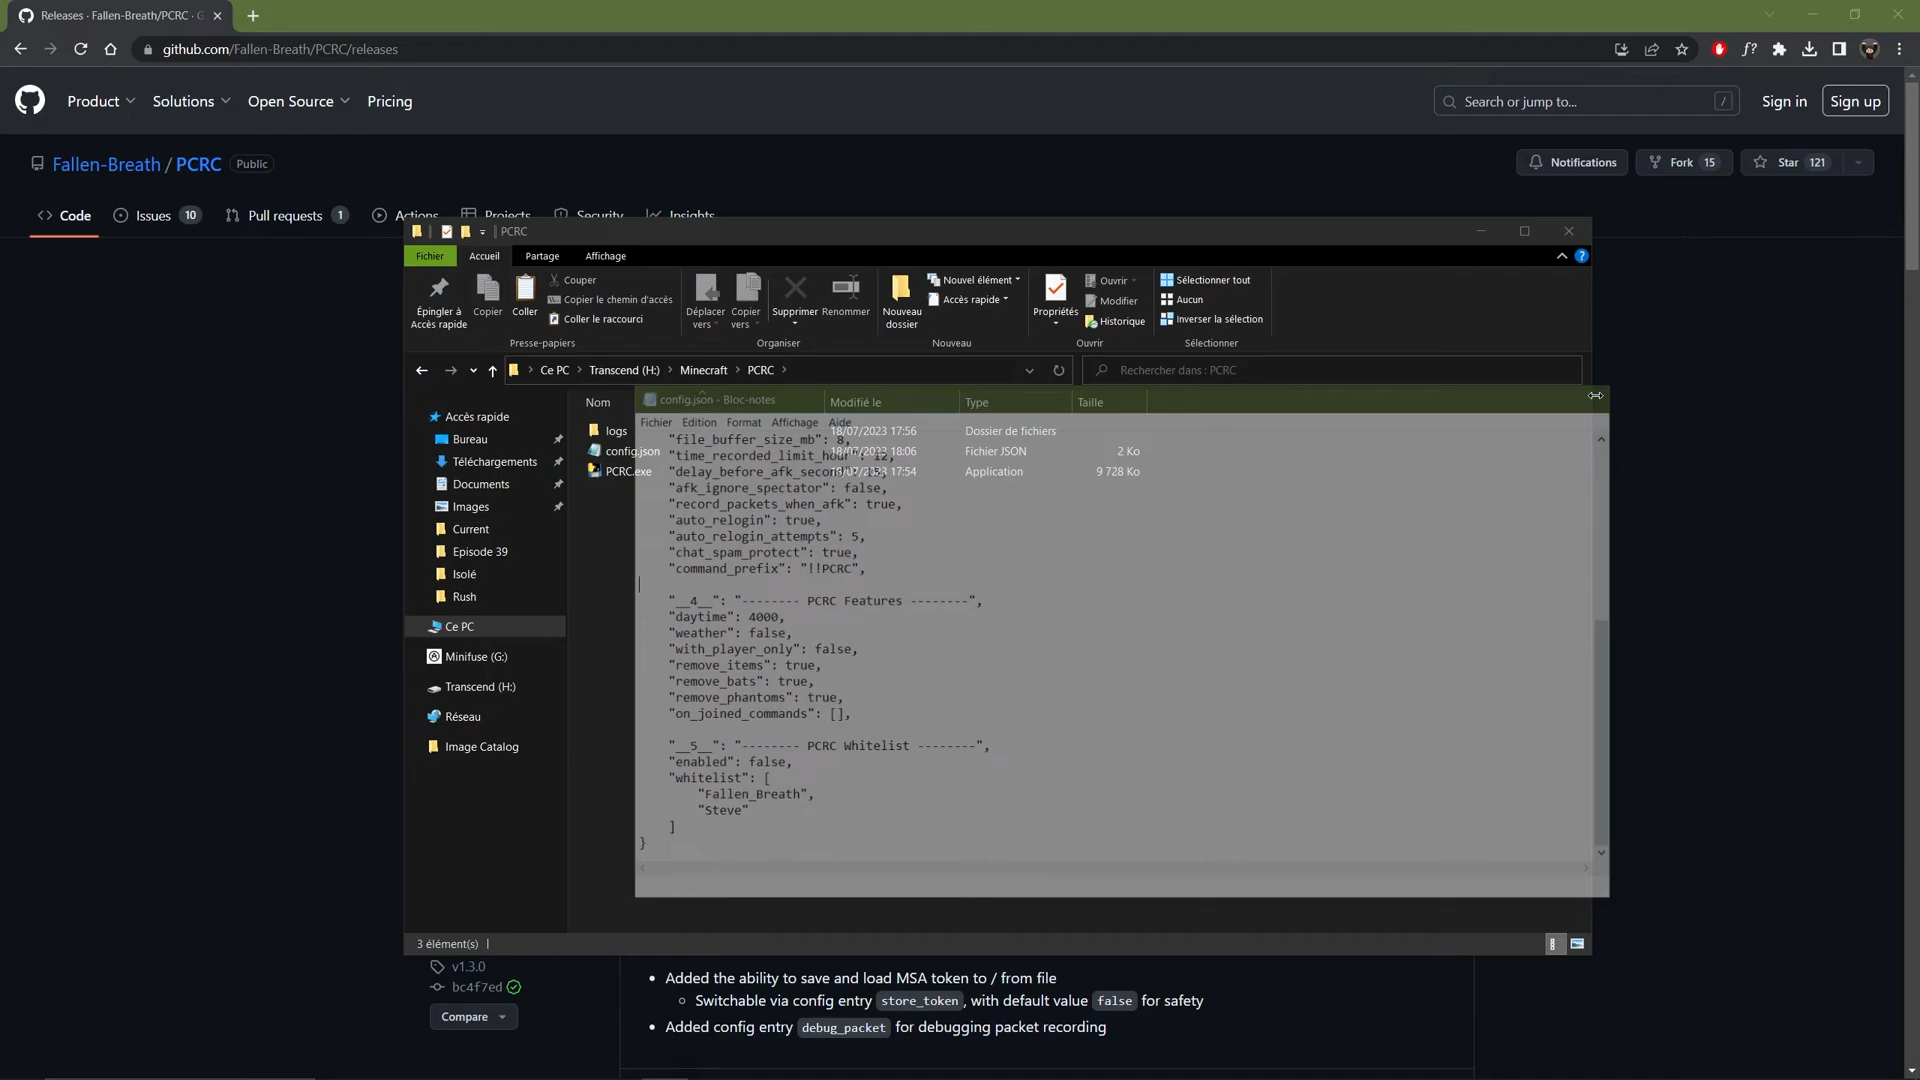 Releases · Fallen-Breath/PCRC · G
github.com/Fallen-Breath/PCRC/releases
Product
Solutions
Open Source
Pricing
Search or jump to...
/
Sign in
Sign up
Fallen-Breath / PCRC
Public
Notifications
Fork 15
Star 121
Code
Issues 10
Pull requests 1
Actions
Projects
Security
Insights
PCRC
Fichier
Accueil
Partage
Affichage
Épingler à Accès rapide
Copier
Coller
Couper
Copier le chemin d'accès
Coller le raccourci
Presse-papiers
Déplacer vers
Copier vers
Supprimer
Renommer
Organiser
Nouveau dossier
Nouvel élément
Accès rapide
Nouveau
Propriétés
Ouvrir
Modifier
Historique
Ouvrir
Sélectionner tout
Aucun
Inverser la sélection
Sélectionner
Ce PC > Transcend (H:) > Minecraft > PCRC >
Rechercher dans : PCRC
Accès rapide
Bureau
Téléchargements
Documents
Images
Current
Episode 39
Isolé
Rush
Ce PC
Minifuse (G:)
Transcend (H:)
Réseau
Image Catalog
Nom
Modifié le
Type
Taille
logs 18/07/2023 17:56 Dossier de fichiers
config.json 18/07/2023 18:06 Fichier JSON 2 Ko
PCRC.exe 17:54 Application 9 728 Ko
config.json - Bloc-notes
Fichier Edition Format Affichage Aide
"file_buffer_size_mb": 8,
"time_recorded_limit_hour": 12,
"delay_before_afk_second
"afk_ignore_spectator": false,
"record_packets_when_afk": true,
"auto_relogin": true,
"auto_relogin_attempts": 5,
"chat_spam_protect": true,
"command_prefix": "!!PCRC",
"__4__": "-------- PCRC Features --------",
"daytime": 4000,
"weather": false,
"with_player_only": false,
"remove_items": true,
"remove_bats": true,
"remove_phantoms": true,
"on_joined_commands": [],
"__5__": "-------- PCRC Whitelist --------",
"enabled": false,
"whitelist": [
"Fallen_Breath",
"Steve"
]
}
3 élément(s)
v1.3.0
bc4f7ed
Compare
• Added the ability to save and load MSA token to / from file
○ Switchable via config entry store_token, with default value false for safety
• Added config entry debug_packet for debugging packet recording